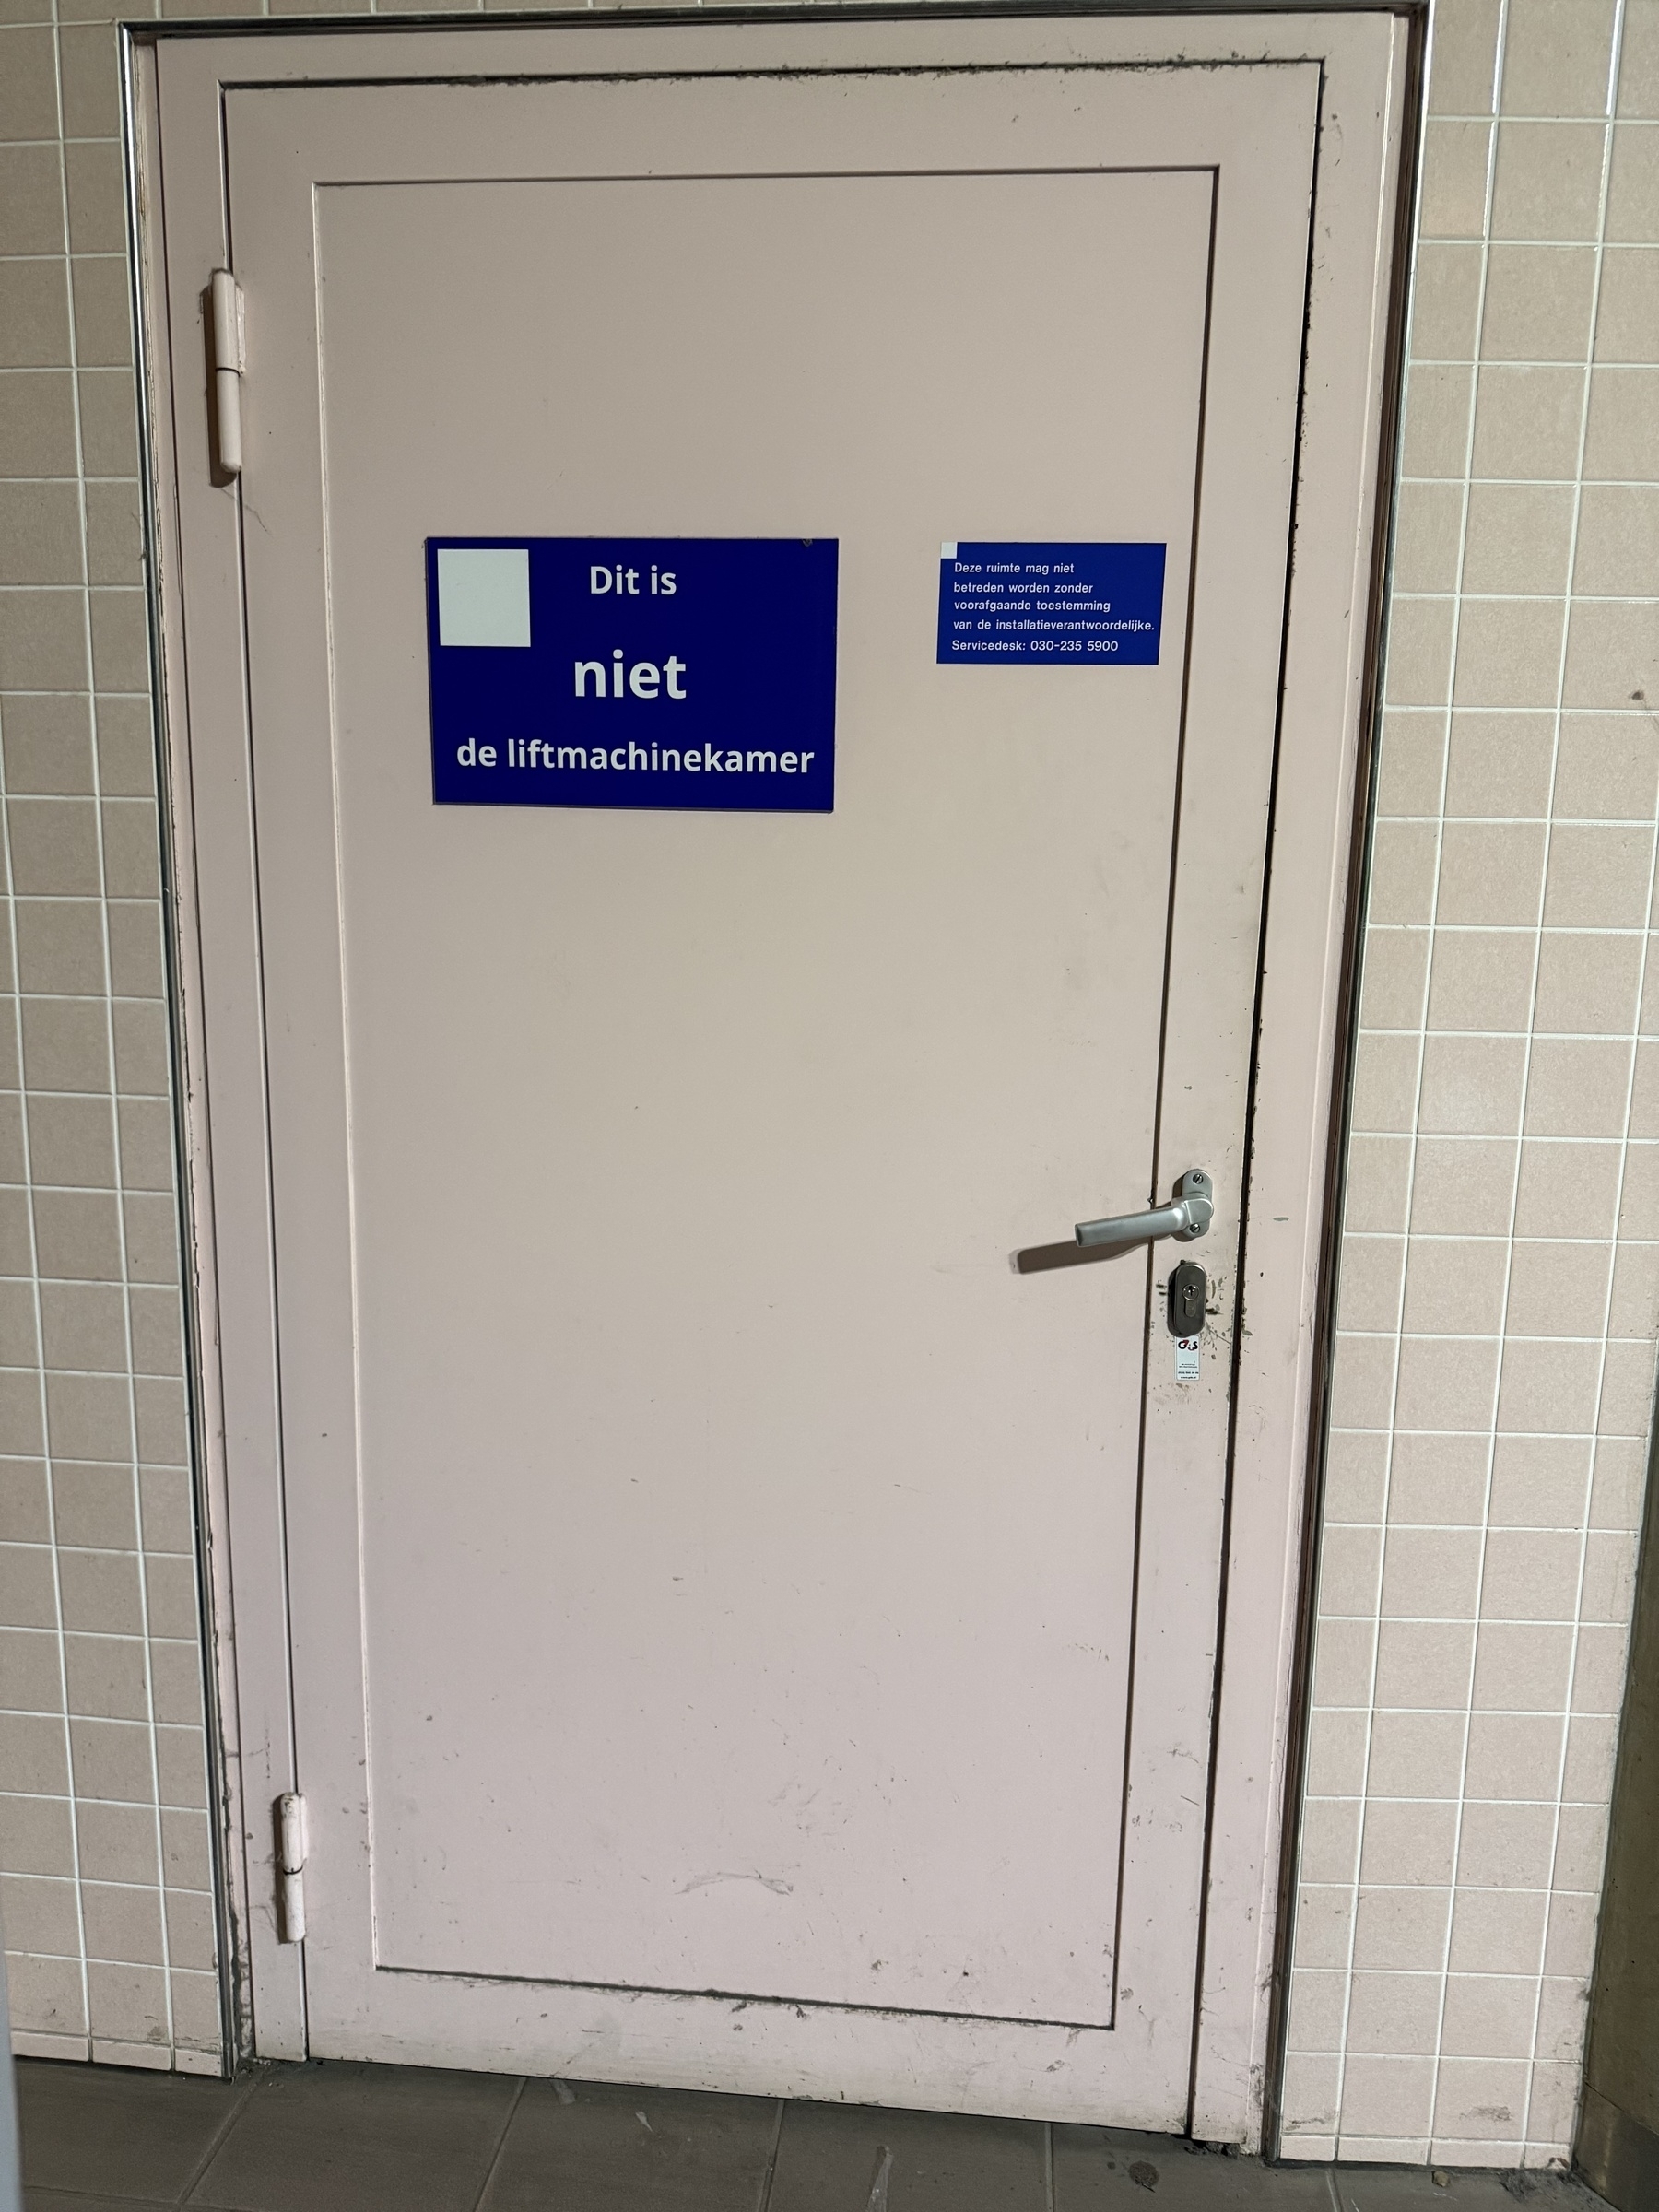 Dit is
niet
de liftmachinekamer
Deze ruimte mag niet
betreden worden zonder
voorafgaande toestemming
van de installatieverantwoordelijke.
Servicedesk: 030-235 5900
G4S